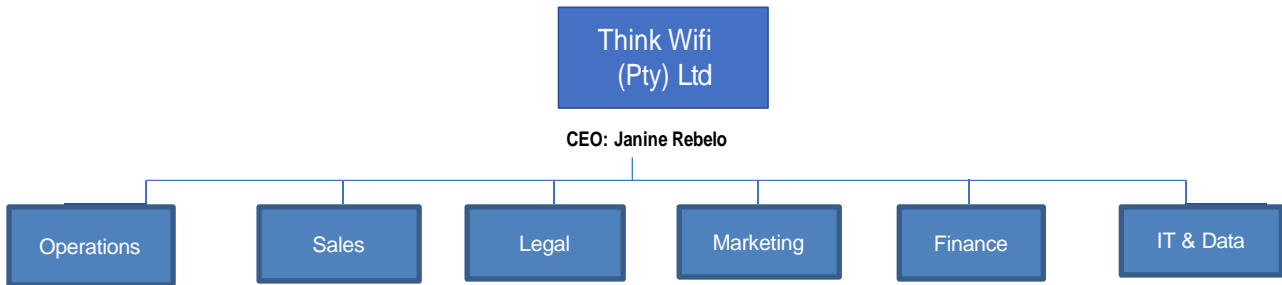 Think Wifi
(Pty) Ltd
CEO: Janine Rebelo
Operations
Sales
Legal
Marketing
Finance
IT & Data